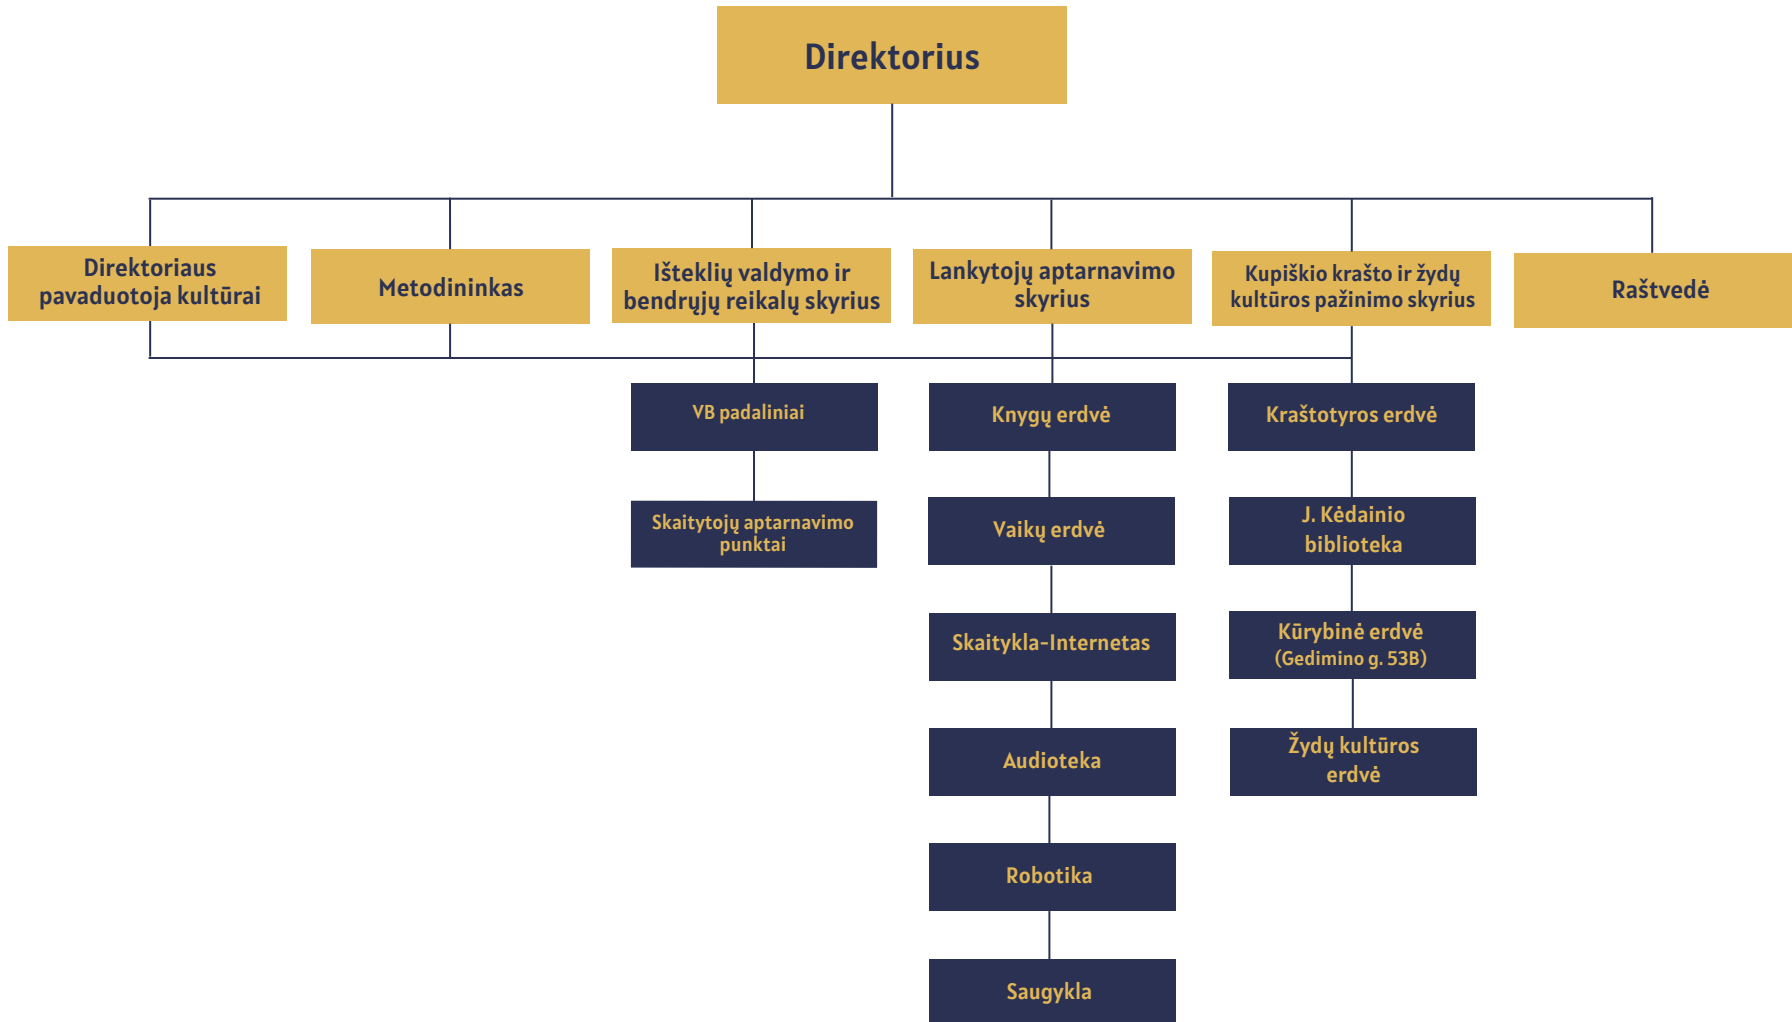 Direktorius
Direktoriaus
pavaduotoja kultūrai
Metodininkas
Išteklių valdymo ir
bendrųjų reikalų skyrius
Lankytojų aptarnavimo
skyrius
Kupiškio krašto ir žydų
kultūros pažinimo skyrius
Raštvedė
VB padaliniai
Skaitytojų aptarnavimo
punktai
Knygų erdvė
Vaikų erdvė
Skaitykla-Internetas
Audioteka
Robotika
Saugykla
Kraštotyros erdvė
J. Kėdainio
biblioteka
Kūrybinė erdvė
(Gedimino g. 53B)
Žydų kultūros
erdvė